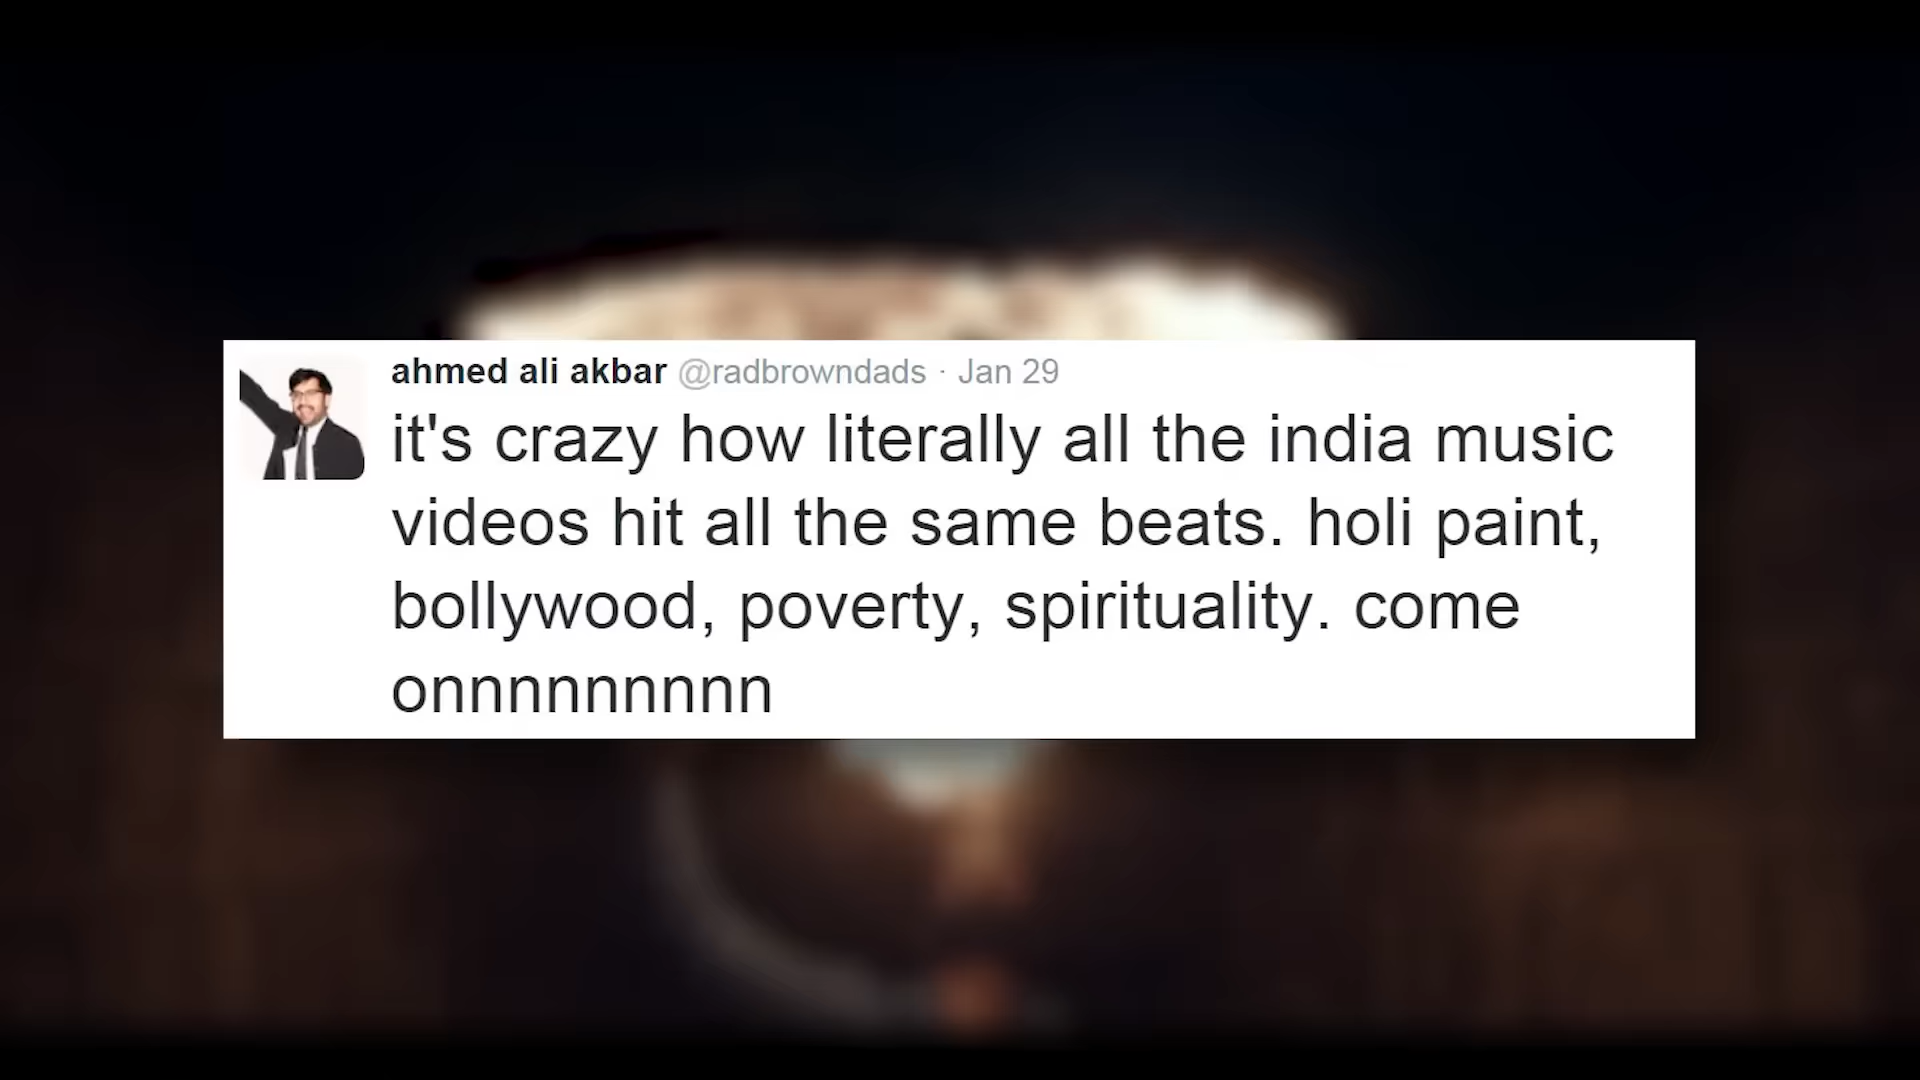 ahmed ali akbar @radbrowndads · Jan 29
it's crazy how literally all the india music
videos hit all the same beats. holi paint,
bollywood, poverty, spirituality. come
onnnnnnnnn